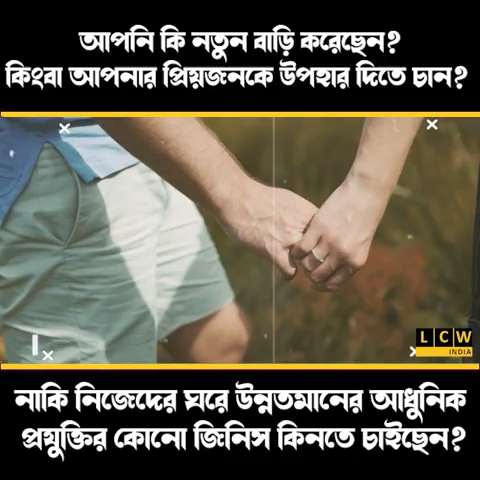 আপনি কি নতুন বাড়ি করেছেন?
কিংবা আপনার প্রিয়জনকে উপহার দিতে চান?
LCW
INDIA
নাকি নিজেদের ঘরে উন্নতমানের আধুনিক
প্রযুক্তির কোনো জিনিস কিনতে চাইছেন?